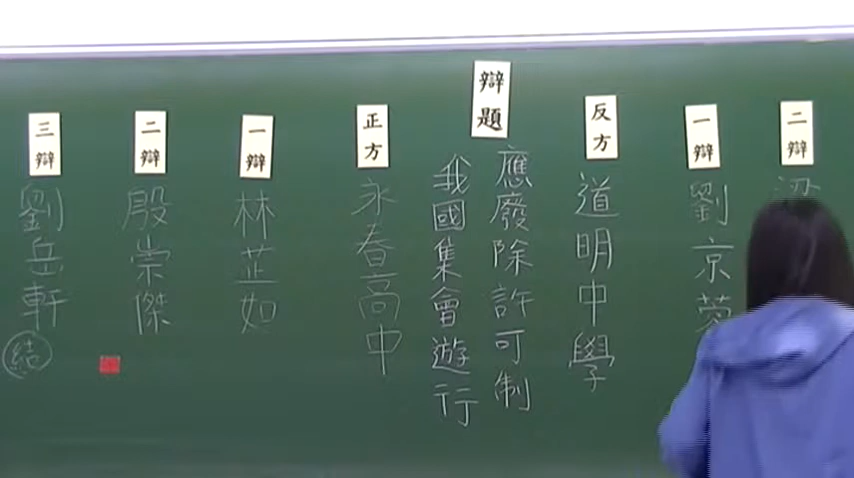 三辯
劉岳軒
結
二辯
殷崇傑
一辯
林芷如
正方
永春高中
辯題
我國集會遊行
應廢除許可制
反方
道明中學
一辯
劉京
二辯